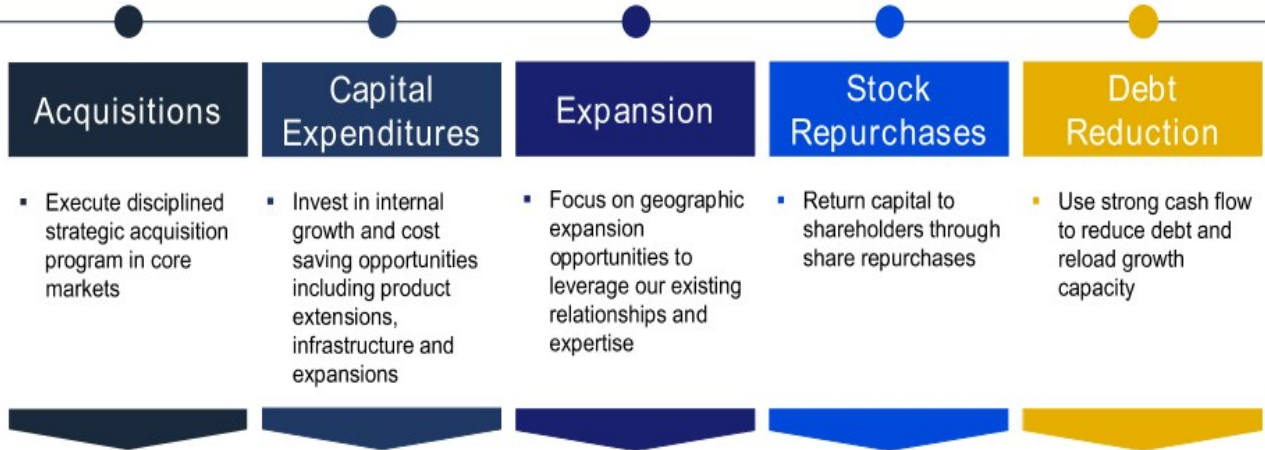 Acquisitions
▪ Execute disciplined
strategic acquisition
program in core
markets
Capital
Expenditures
▪ Invest in internal
growth and cost
saving opportunities
including product
extensions,
infrastructure and
expansions
Expansion
▪ Focus on geographic
expansion
opportunities to
leverage our existing
relationships and
expertise
Stock
Repurchases
▪ Return capital to
shareholders through
share repurchases
Debt
Reduction
▪ Use strong cash flow
to reduce debt and
reload growth
capacity